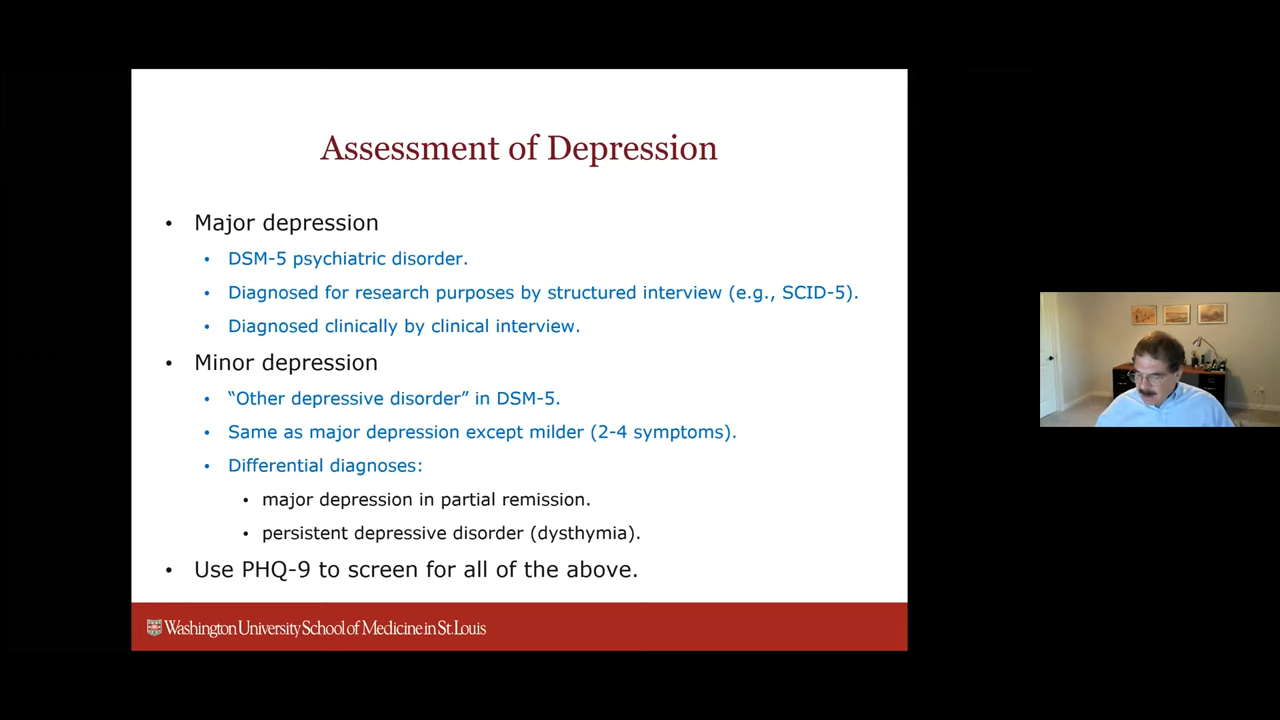 Assessment of Depression
• Major depression
• DSM-5 psychiatric disorder.
• Diagnosed for research purposes by structured interview (e.g., SCID-5).
• Diagnosed clinically by clinical interview.
• Minor depression
• “Other depressive disorder” in DSM-5.
• Same as major depression except milder (2-4 symptoms).
• Differential diagnoses:
• major depression in partial remission.
• persistent depressive disorder (dysthymia).
• Use PHQ-9 to screen for all of the above.
Washington University School of Medicine in St. Louis